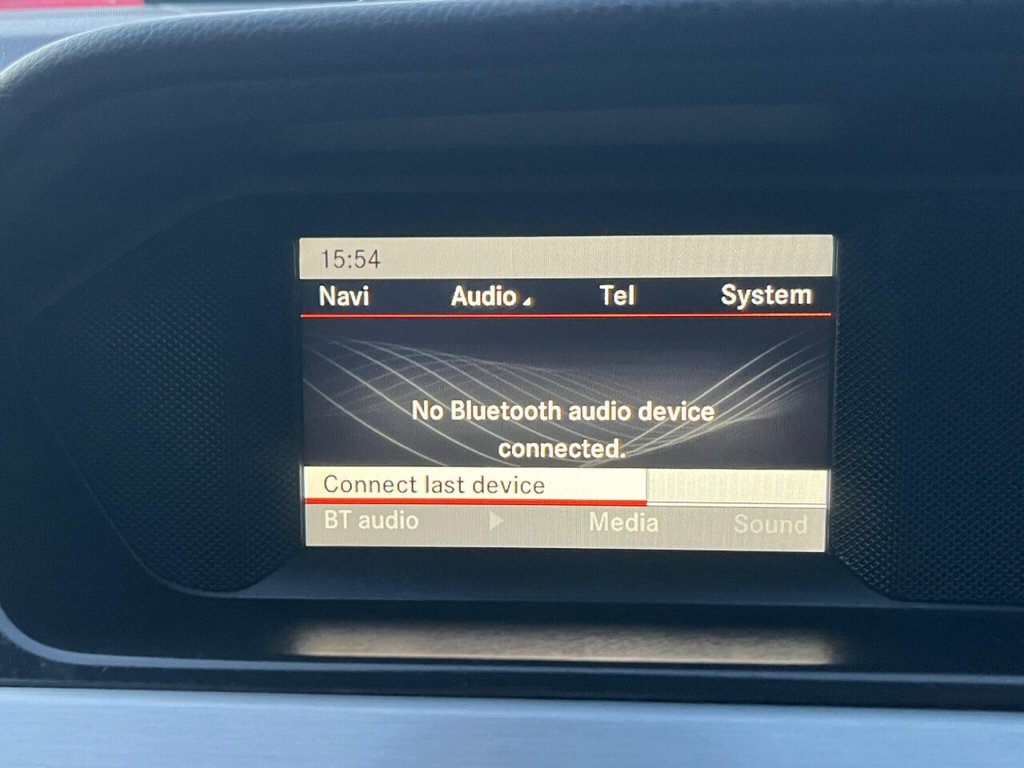 15:54
Navi Audio Tel System
No Bluetooth audio device
connected.
Connect last device
BT audio Media Sound